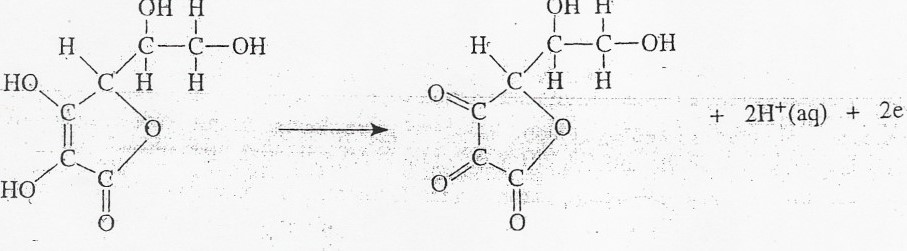 OH H OH H
H C C OH H C C OH
HO C H H O C H H
C O C O + 2H⁺(aq) + 2e
C C
HO C O C
O O